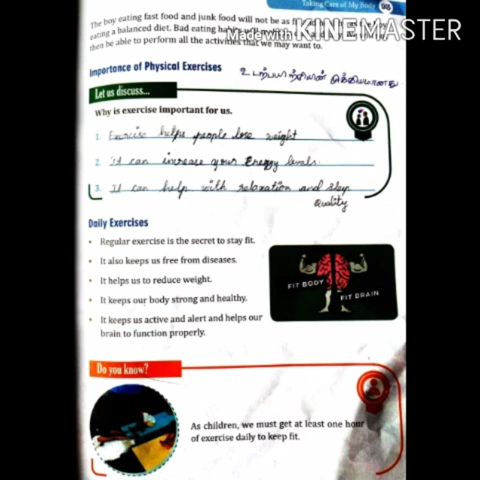 Taking Care of My Body
The boy eating fast food and junk food will not be as fit
eating a balanced diet. Bad eating habits will
Made with KINEMASTER
then be able to perform all the activities that we may want to.
Importance of Physical Exercises
Let us discuss...
Why is exercise important for us.
1. Exercise helps people lose weight
2. It can increase your Energy levels.
3. It can help with relaxation and sleep
quality
Daily Exercises
• Regular exercise is the secret to stay fit.
• It also keeps us free from diseases.
• It helps us to reduce weight.
• It keeps our body strong and healthy.
• It keeps us active and alert and helps our
brain to function properly.
FIT BODY
FIT BRAIN
Do you know?
As children, we must get at least one hour
of exercise daily to keep fit.